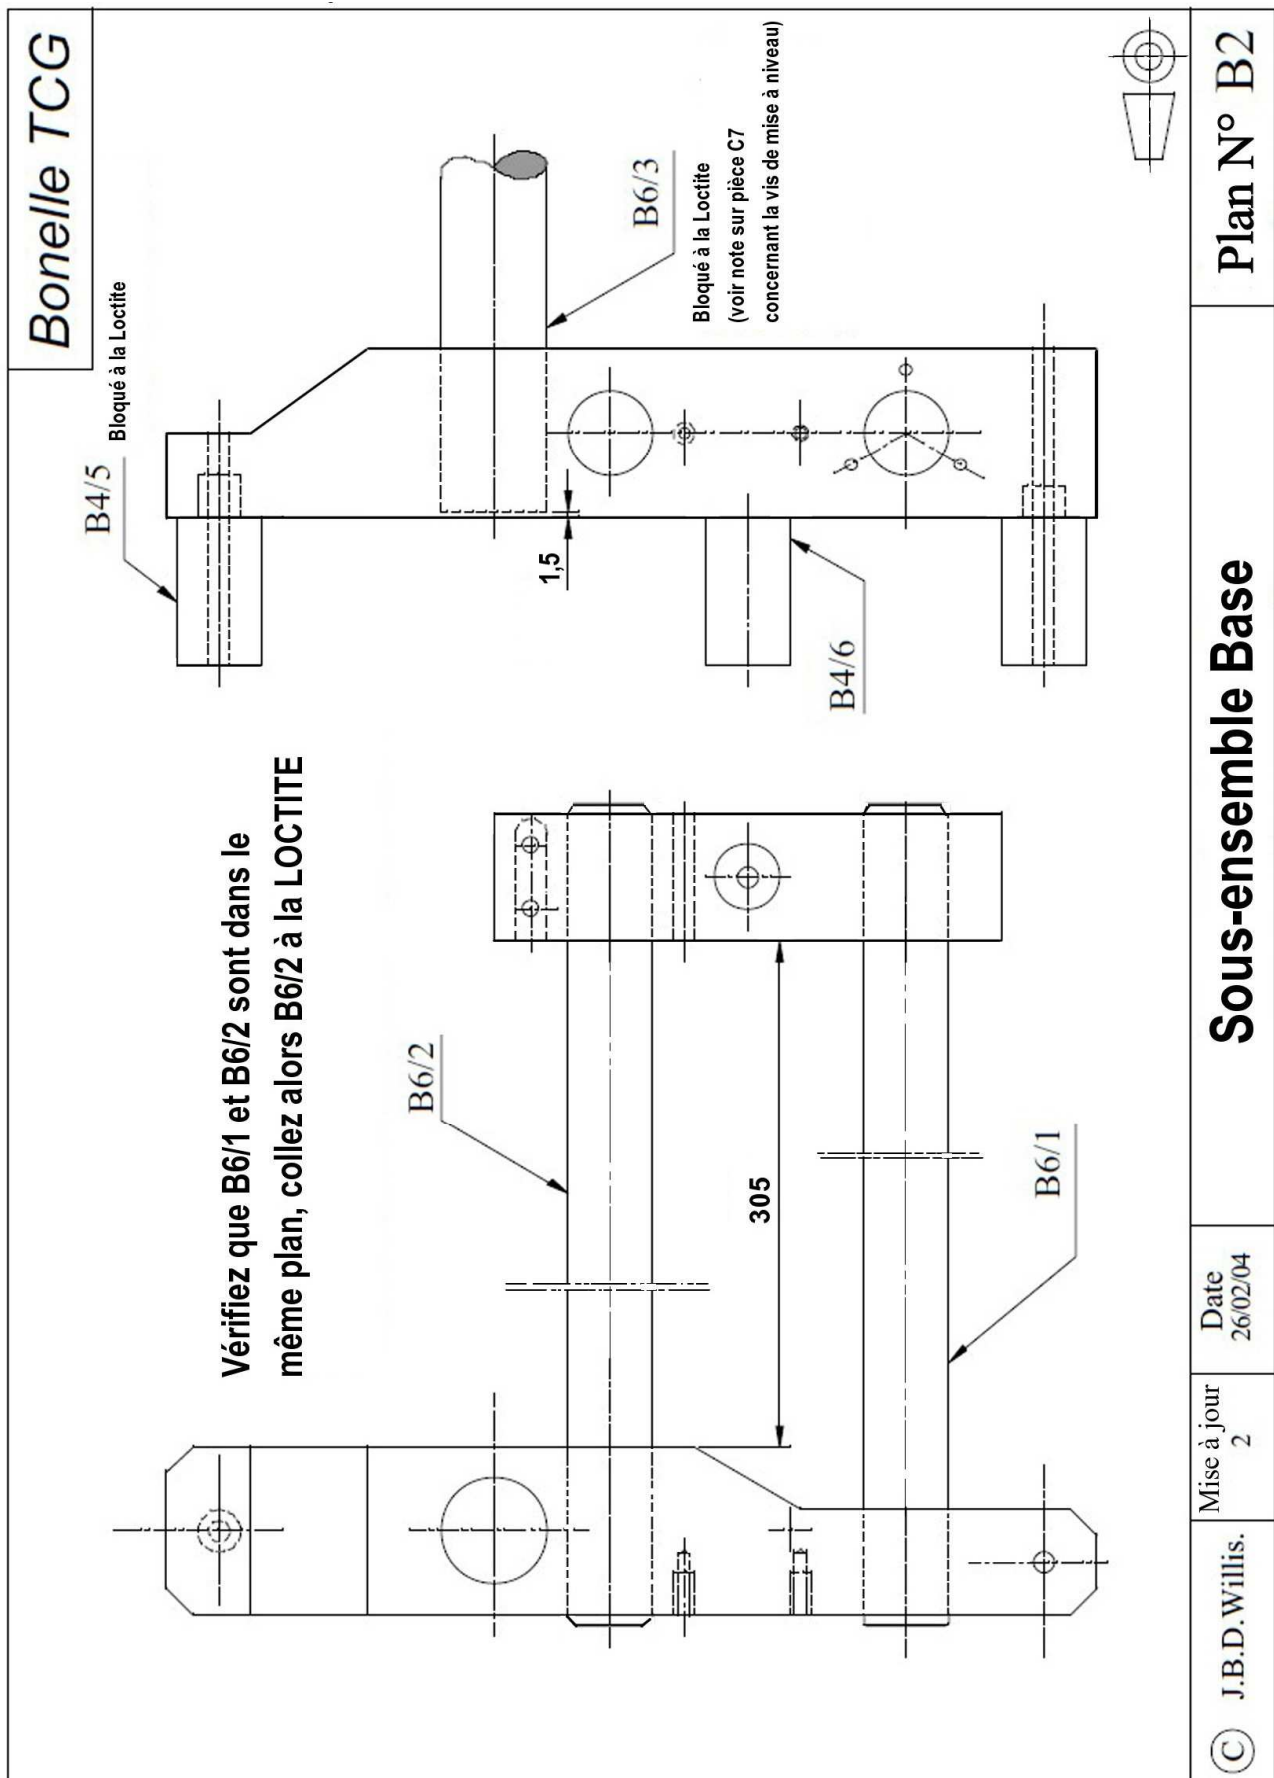 Bonelle TCG
B4/5
Bloqué à la Loctite
Vérifiez que B6/1 et B6/2 sont dans le
même plan, collez alors B6/2 à la LOCTITE
B6/2
305
B6/1
1,5
B6/3
Bloqué à la Loctite
(voir note sur pièce C7
concernant la vis de mise à niveau)
B4/6
C J.B.D.Willis.
Mise à jour
2
Date
26/02/04
Sous-ensemble Base
Plan N° B2